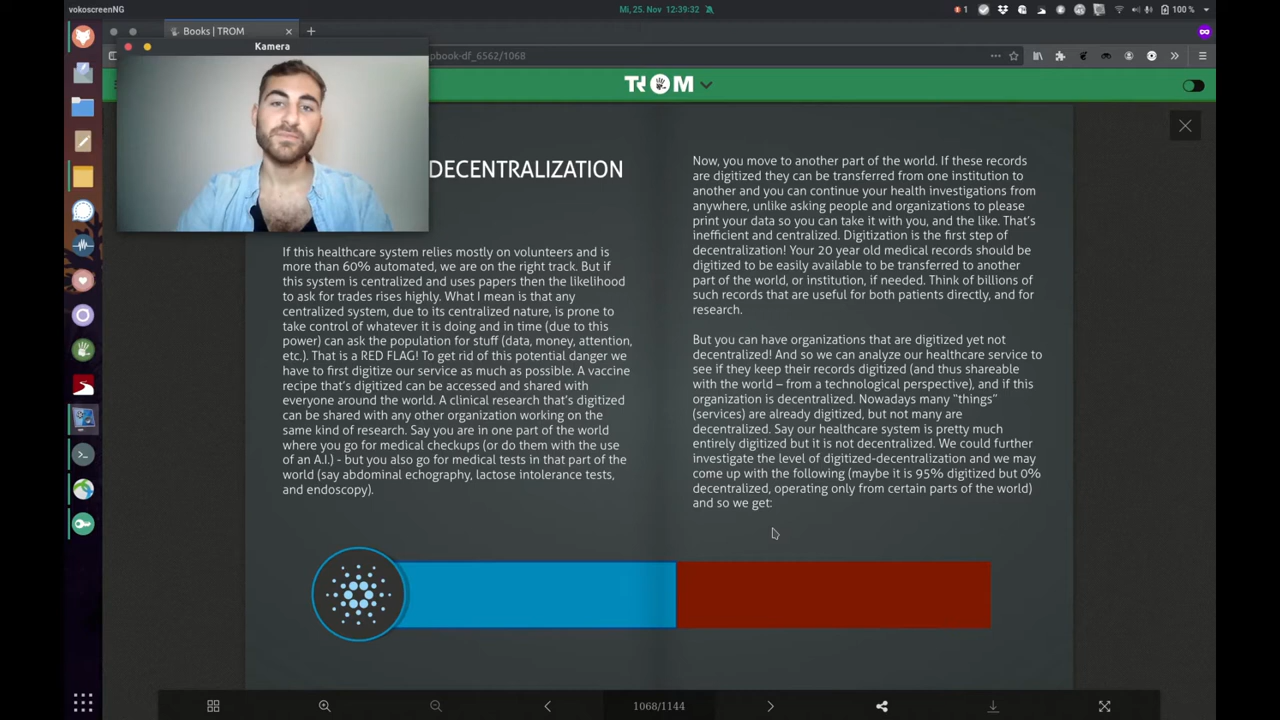 vokoscreenNG
Mi, 25. Nov 12:39:32
1
100 %
Books | TROM
Kamera
pbook-df_6562/1068
TROM
DECENTRALIZATION
If this healthcare system relies mostly on volunteers and is
more than 60% automated, we are on the right track. But if
this system is centralized and uses papers then the likelihood
to ask for trades rises highly. What I mean is that any
centralized system, due to its centralized nature, is prone to
take control of whatever it is doing and in time (due to this
power) can ask the population for stuff (data, money, attention,
etc.). That is a RED FLAG! To get rid of this potential danger we
have to first digitize our service as much as possible. A vaccine
recipe that's digitized can be accessed and shared with
everyone around the world. A clinical research that's digitized
can be shared with any other organization working on the
same kind of research. Say you are in one part of the world
where you go for medical checkups (or do them with the use
of an A.I.) - but you also go for medical tests in that part of the
world (say abdominal echography, lactose intolerance tests,
and endoscopy).
Now, you move to another part of the world. If these records
are digitized they can be transferred from one institution to
another and you can continue your health investigations from
anywhere, unlike asking people and organizations to please
print your data so you can take it with you, and the like. That's
inefficient and centralized. Digitization is the first step of
decentralization! Your 20 year old medical records should be
digitized to be easily available to be transferred to another
part of the world, or institution, if needed. Think of billions of
such records that are useful for both patients directly, and for
research.
But you can have organizations that are digitized yet not
decentralized! And so we can analyze our healthcare service to
see if they keep their records digitized (and thus shareable
with the world – from a technological perspective), and if this
organization is decentralized. Nowadays many “things”
(services) are already digitized, but not many are
decentralized. Say our healthcare system is pretty much
entirely digitized but it is not decentralized. We could further
investigate the level of digitized-decentralization and we may
come up with the following (maybe it is 95% digitized but 0%
decentralized, operating only from certain parts of the world)
and so we get:
1068/1144